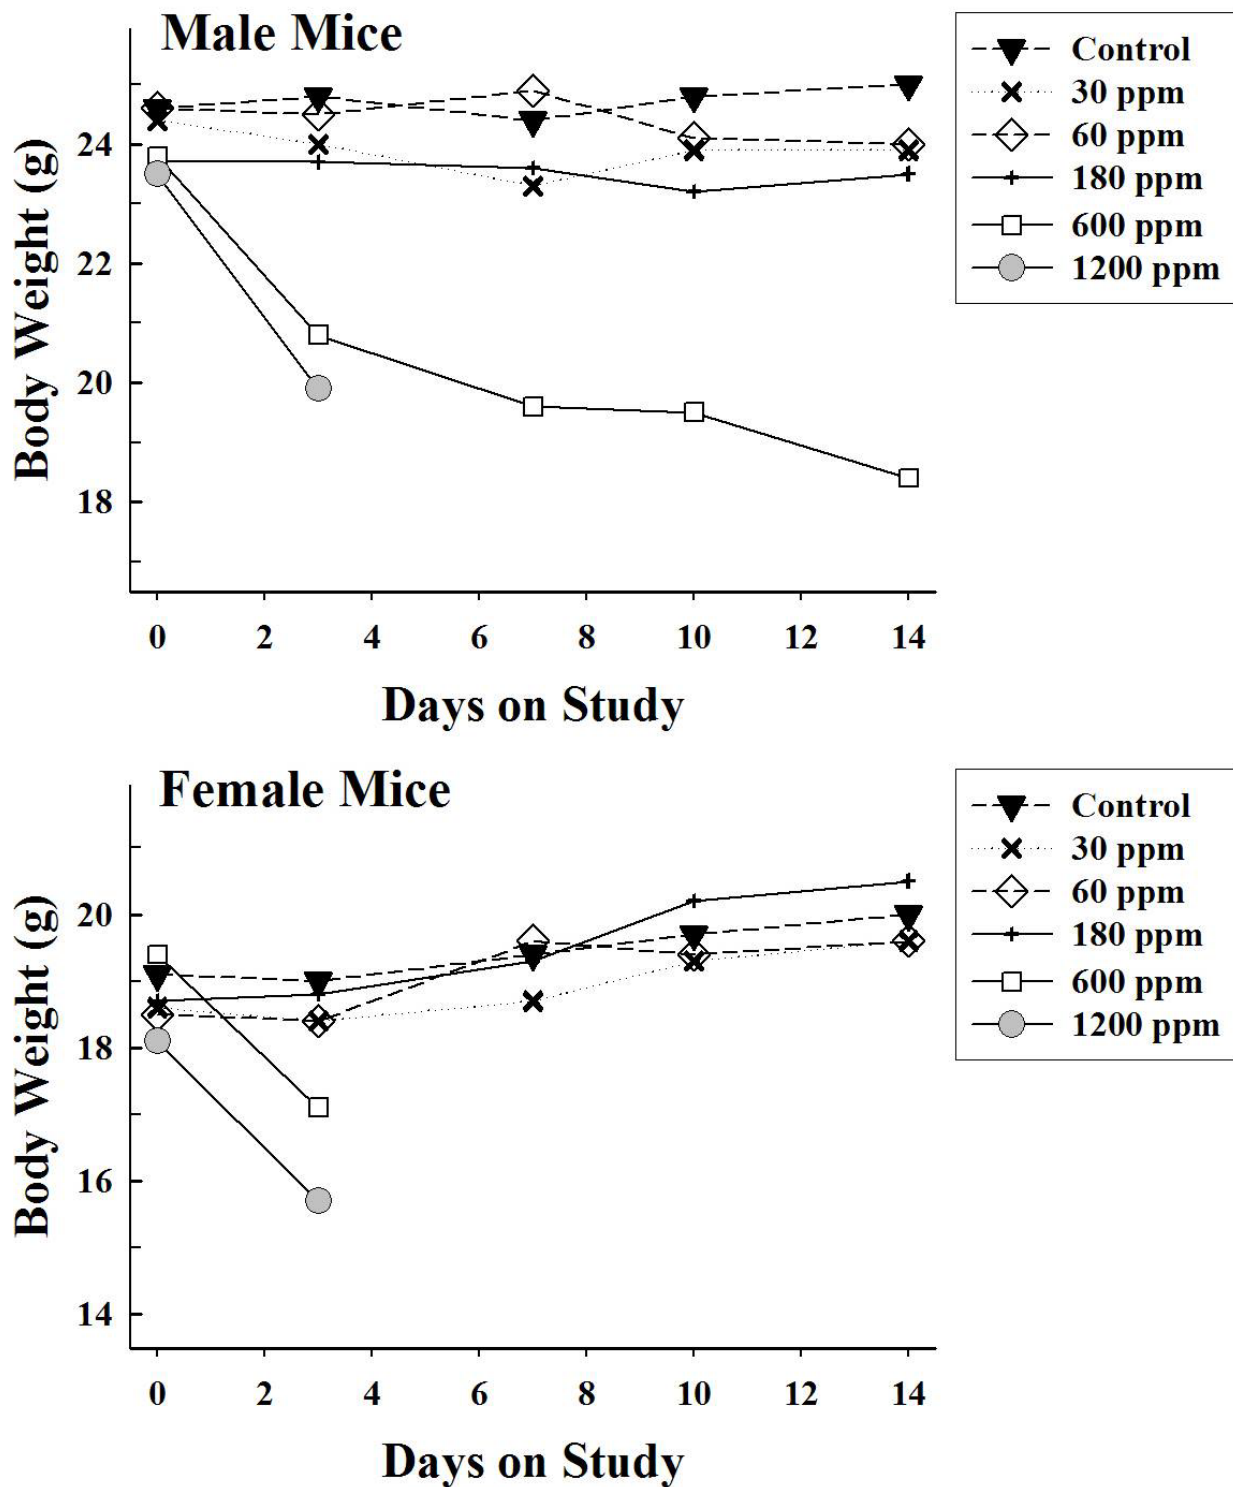 Male Mice
Control
30 ppm
60 ppm
180 ppm
600 ppm
1200 ppm
Body Weight (g)
24
22
20
18
0 2 4 6 8 10 12 14
Days on Study
Female Mice
Control
30 ppm
60 ppm
180 ppm
600 ppm
1200 ppm
Body Weight (g)
20
18
16
14
0 2 4 6 8 10 12 14
Days on Study